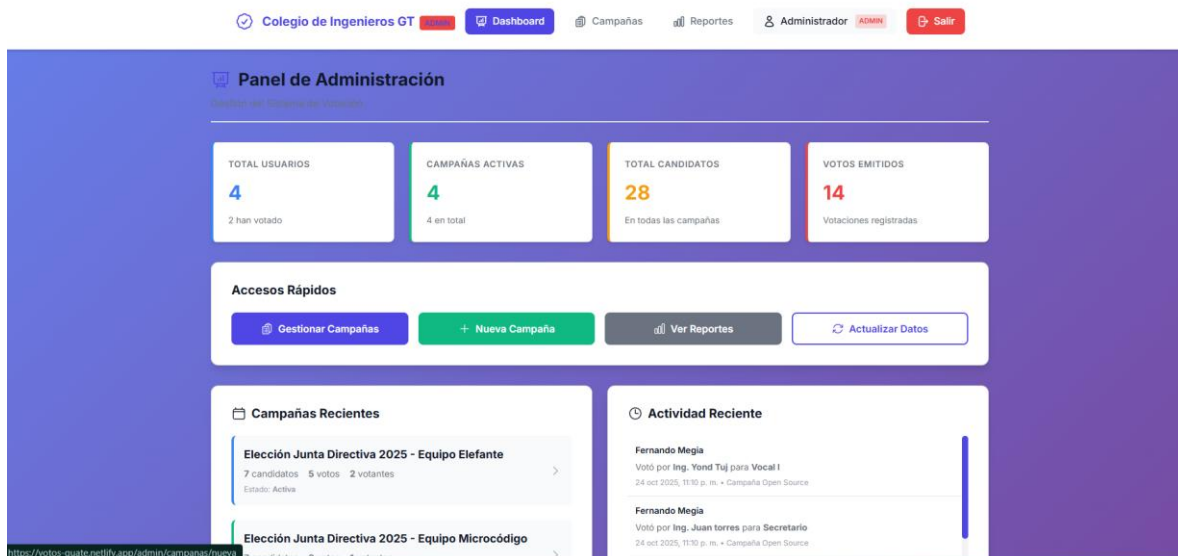 Colegio de Ingenieros GT ADMIN Dashboard Campañas Reportes Administrador ADMIN Salir
Panel de Administración
TOTAL USUARIOS
4
2 han votado
CAMPAÑAS ACTIVAS
4
4 en total
TOTAL CANDIDATOS
28
En todas las campañas
VOTOS EMITIDOS
14
Votaciones registradas
Accesos Rápidos
Gestionar Campañas
Nueva Campaña
Ver Reportes
Actualizar Datos
Campañas Recientes
Elección Junta Directiva 2025 - Equipo Elefante
7 candidatos 5 votos 2 votantes
Estado: Activa
Elección Junta Directiva 2025 - Equipo Microcódigo
Actividad Reciente
Fernando Megia
Votó por Ing. Yond Tuj para Vocal I
24 oct 2025, 11:10 p. m. • Campaña Open Source
Fernando Megia
Votó por Ing. Juan torres para Secretario
24 oct 2025, 11:10 p. m. • Campaña Open Source
https://votos-guate.netlify.app/admin/campanas/nueva